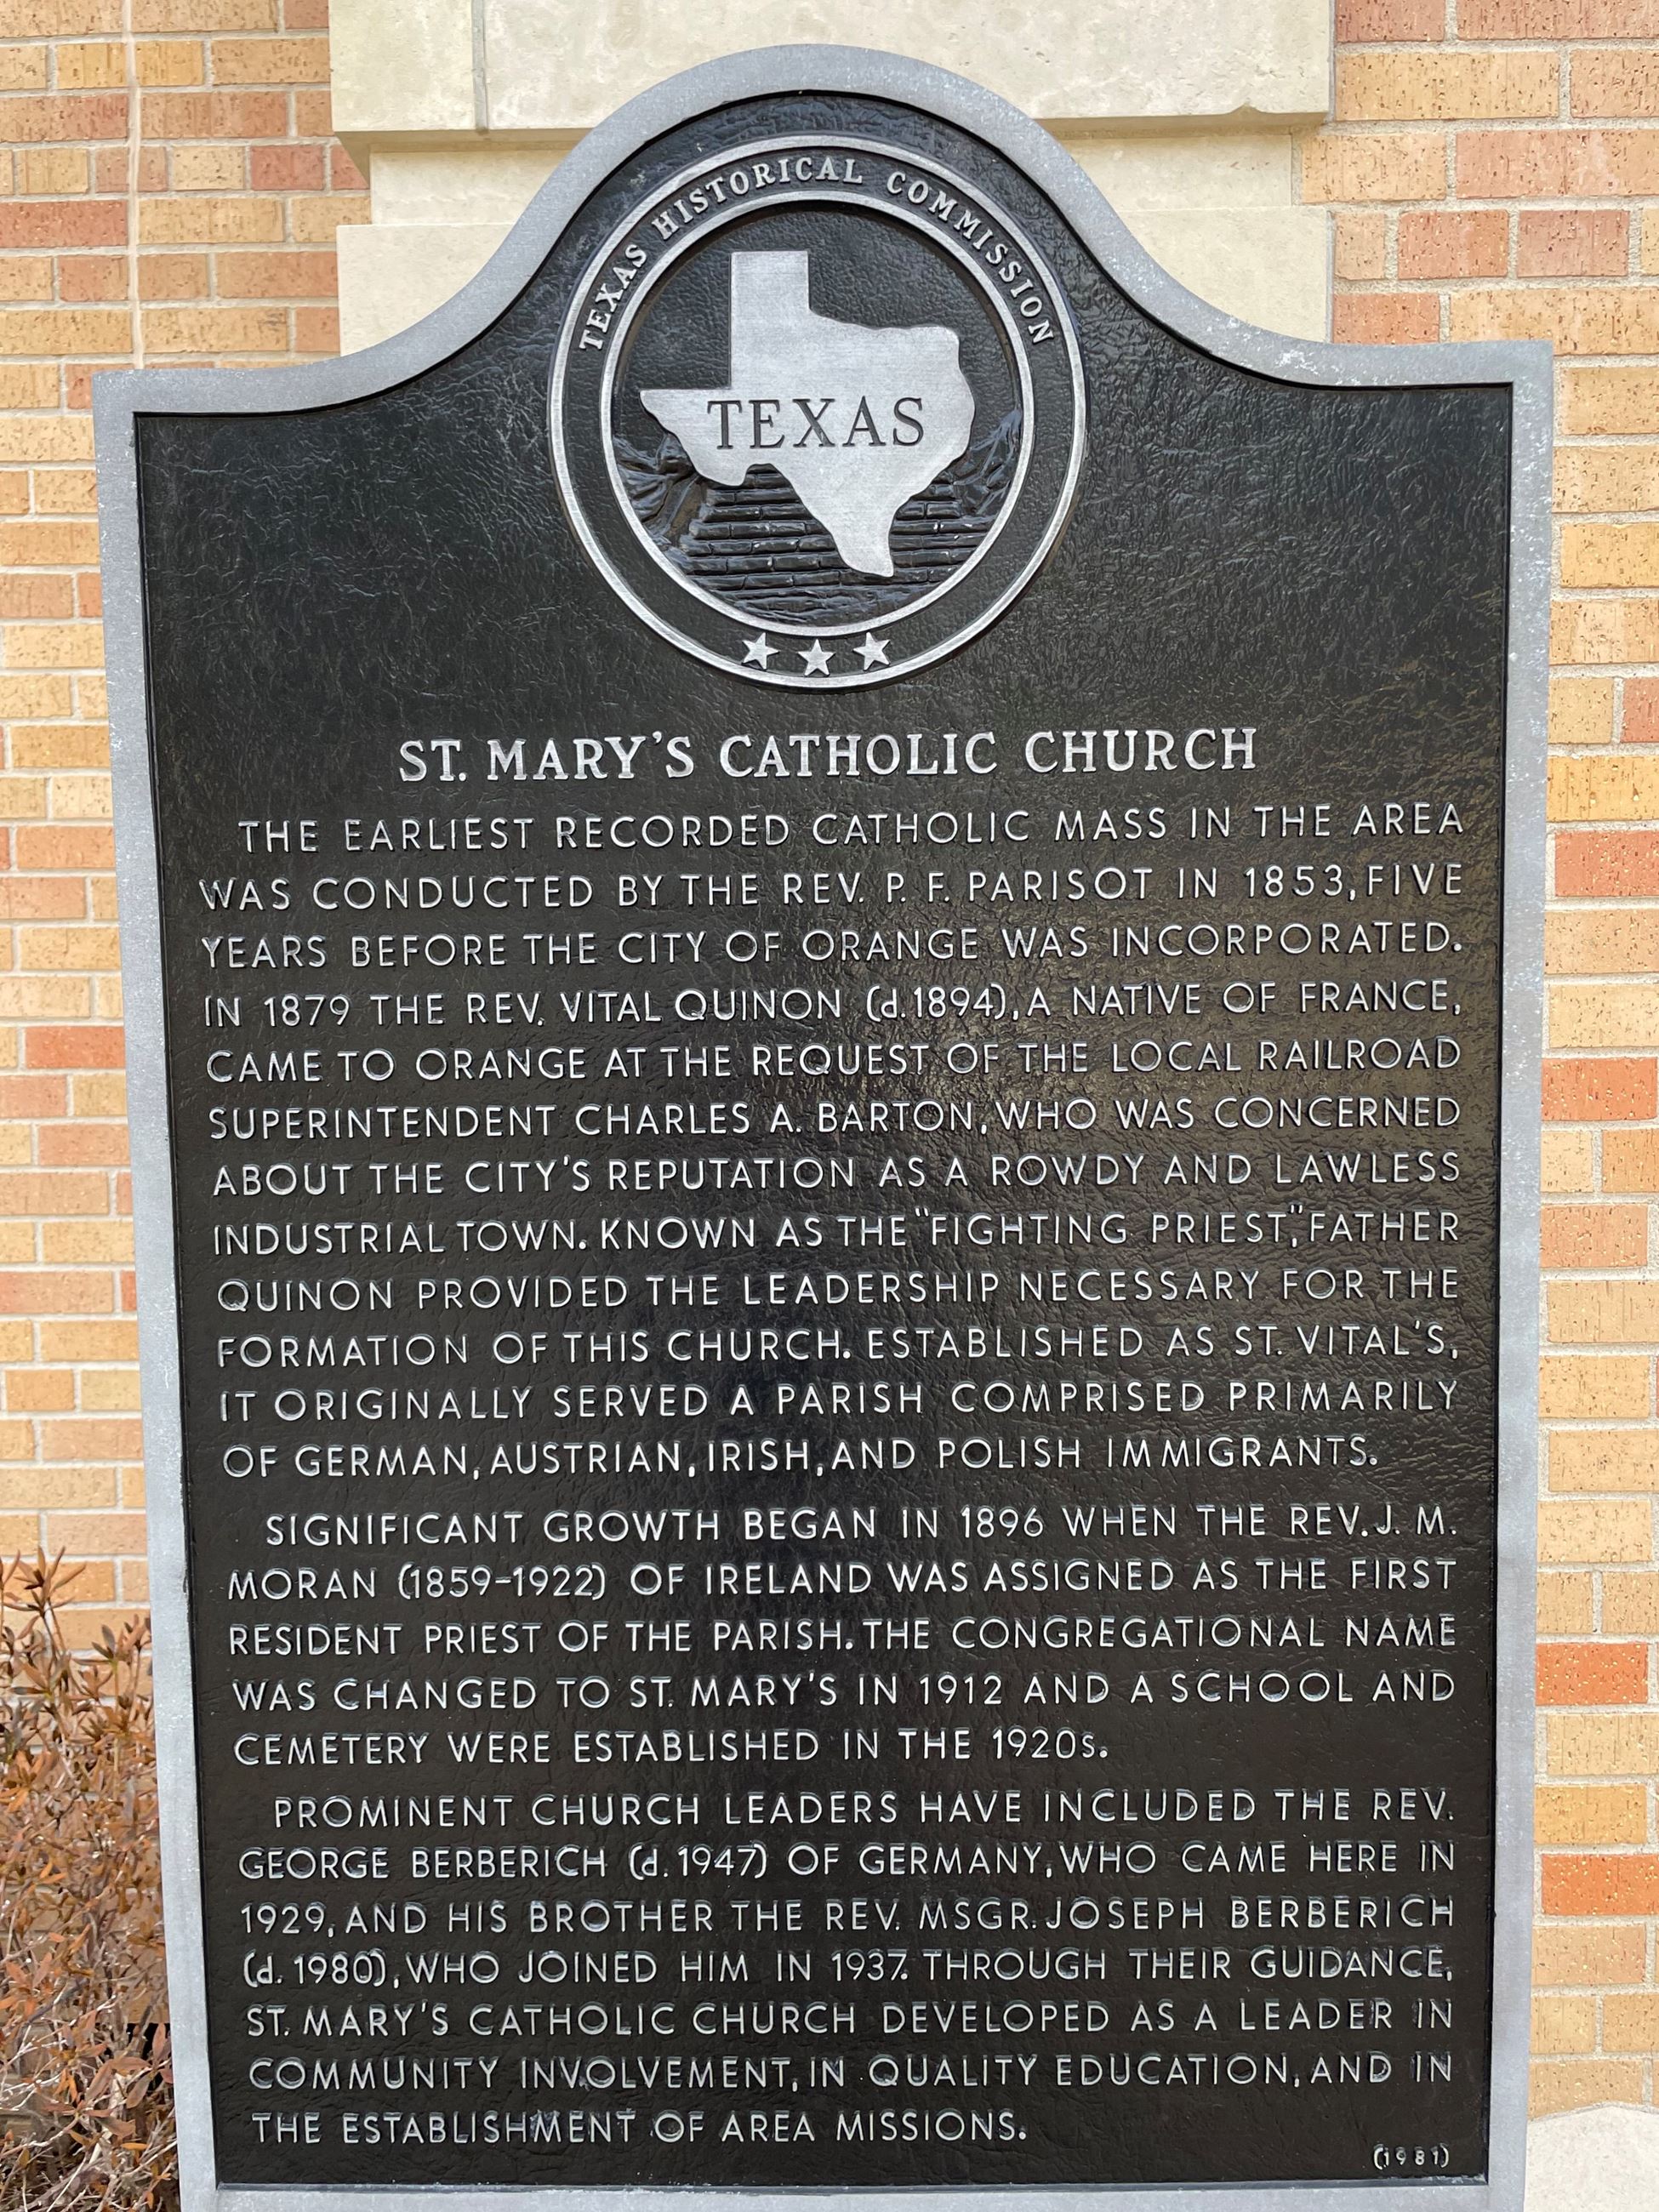 TEXAS HISTORICAL COMMISSION
TEXAS
ST. MARY'S CATHOLIC CHURCH
THE EARLIEST RECORDED CATHOLIC MASS IN THE AREA
WAS CONDUCTED BY THE REV. P. F. PARISOT IN 1853, FIVE
YEARS BEFORE THE CITY OF ORANGE WAS INCORPORATED.
IN 1879 THE REV. VITAL QUINON (d. 1894), A NATIVE OF FRANCE,
CAME TO ORANGE AT THE REQUEST OF THE LOCAL RAILROAD
SUPERINTENDENT CHARLES A. BARTON, WHO WAS CONCERNED
ABOUT THE CITY'S REPUTATION AS A ROWDY AND LAWLESS
INDUSTRIAL TOWN. KNOWN AS THE "FIGHTING PRIEST," FATHER
QUINON PROVIDED THE LEADERSHIP NECESSARY FOR THE
FORMATION OF THIS CHURCH. ESTABLISHED AS ST. VITAL'S,
IT ORIGINALLY SERVED A PARISH COMPRISED PRIMARILY
OF GERMAN, AUSTRIAN, IRISH, AND POLISH IMMIGRANTS.
SIGNIFICANT GROWTH BEGAN IN 1896 WHEN THE REV. J. M.
MORAN (1859-1922) OF IRELAND WAS ASSIGNED AS THE FIRST
RESIDENT PRIEST OF THE PARISH. THE CONGREGATIONAL NAME
WAS CHANGED TO ST. MARY'S IN 1912 AND A SCHOOL AND
CEMETERY WERE ESTABLISHED IN THE 1920s.
PROMINENT CHURCH LEADERS HAVE INCLUDED THE REV.
GEORGE BERBERICH (d. 1947) OF GERMANY, WHO CAME HERE IN
1929, AND HIS BROTHER THE REV. MSGR. JOSEPH BERBERICH
(d. 1980), WHO JOINED HIM IN 1937. THROUGH THEIR GUIDANCE,
ST. MARY'S CATHOLIC CHURCH DEVELOPED AS A LEADER IN
COMMUNITY INVOLVEMENT, IN QUALITY EDUCATION, AND IN
THE ESTABLISHMENT OF AREA MISSIONS.
(1981)